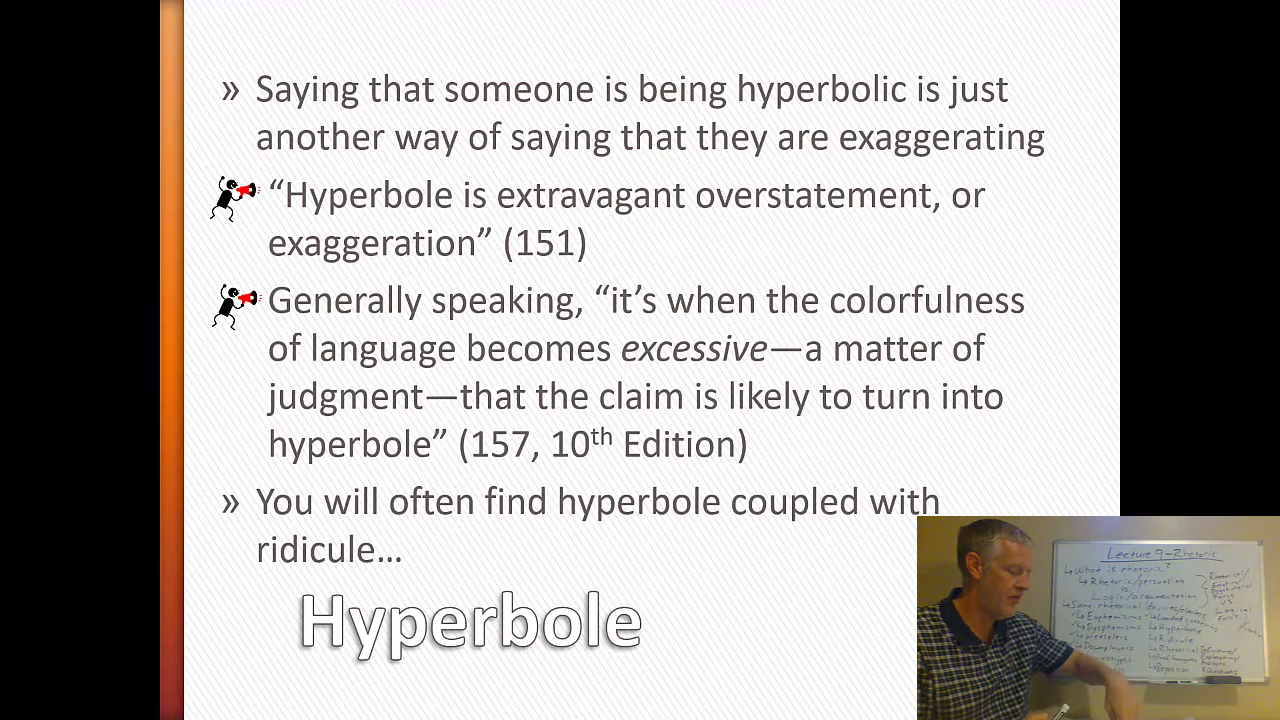 » Saying that someone is being hyperbolic is just
another way of saying that they are exaggerating
“Hyperbole is extravagant overstatement, or
exaggeration” (151)
Generally speaking, “it’s when the colorfulness
of language becomes excessive—a matter of
judgment—that the claim is likely to turn into
hyperbole” (157, 10th Edition)
» You will often find hyperbole coupled with
ridicule...
Hyperbole
Lecture 9-Rhetoric
What is rhetoric?
Rhetoric/persuasion
vs
Logic/argumentation
Some rhetorical devices
Euphemisms
Dysphemisms
Weaselers
Downplayers
Hyperbole
Ridicule
Rhetorical
Repetition